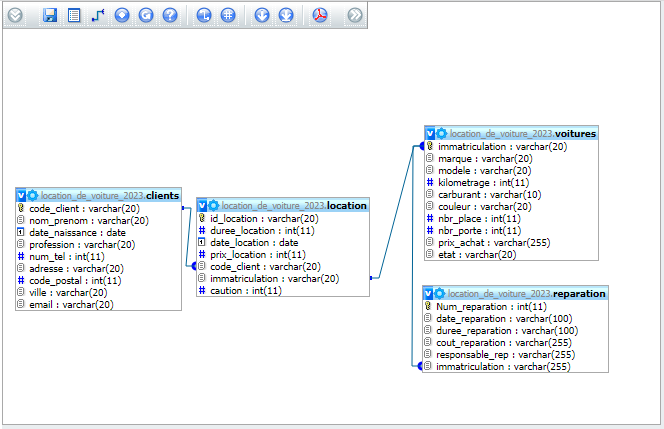 location_de_voiture_2023.voitures
immatriculation : varchar(20)
marque : varchar(20)
modele : varchar(20)
kilometrage : int(11)
carburant : varchar(10)
couleur : varchar(20)
nbr_place : int(11)
nbr_porte : int(11)
prix_achat : varchar(255)
etat : varchar(20)
location_de_voiture_2023.clients
code_client : varchar(20)
nom_prenom : varchar(20)
date_naissance : date
profession : varchar(20)
num_tel : int(11)
adresse : varchar(20)
code_postal : int(11)
ville : varchar(20)
email : varchar(20)
location_de_voiture_2023.location
id_location : varchar(20)
duree_location : int(11)
date_location : date
prix_location : int(11)
code_client : varchar(20)
immatriculation : varchar(20)
caution : int(11)
location_de_voiture_2023.reparation
Num_reparation : int(11)
date_reparation : varchar(100)
duree_reparation : varchar(100)
cout_reparation : varchar(255)
responsable_rep : varchar(255)
immatriculation : varchar(255)